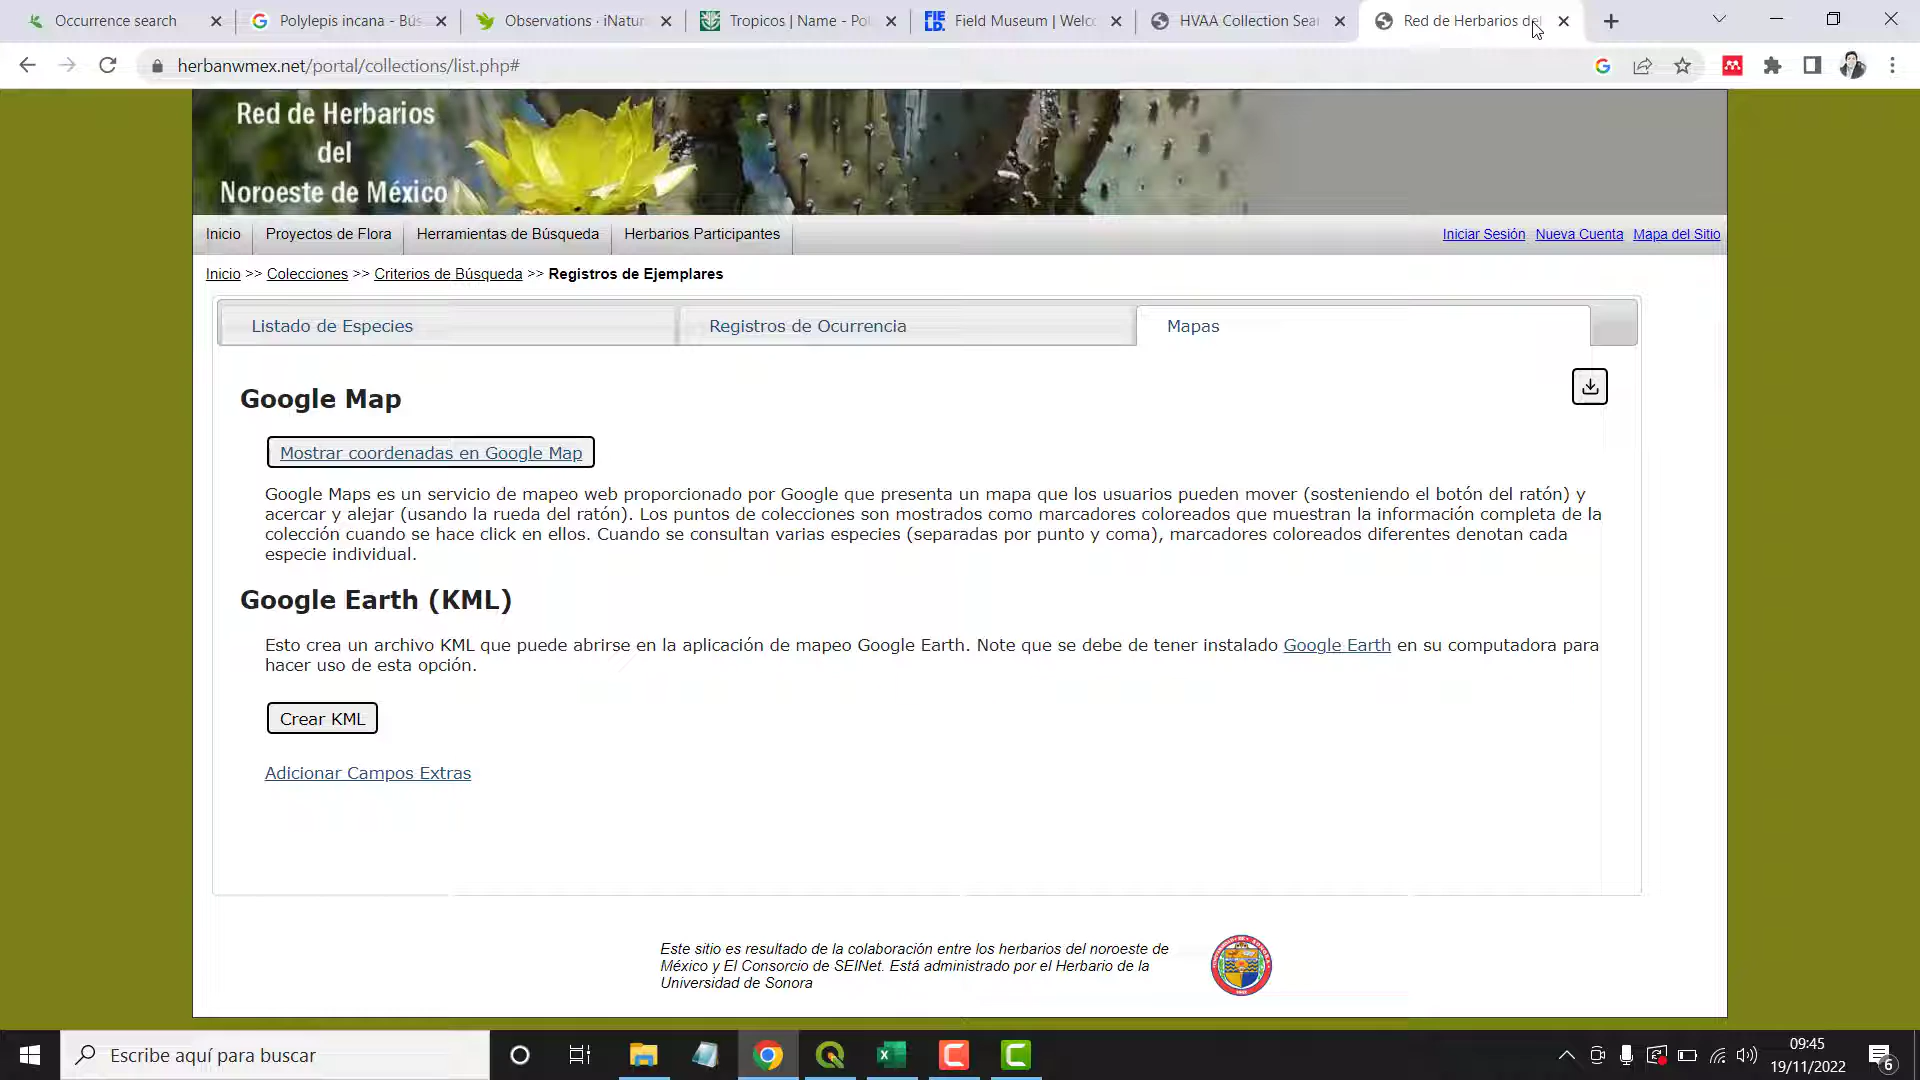 Occurrence search
Polylepis incana - Bús
Observations · iNatur
Tropicos | Name - Po
Field Museum | Welc
HVAA Collection Sea
Red de Herbarios del
herbanwmex.net/portal/collections/list.php#
Red de Herbarios
del
Noroeste de México
Inicio
Proyectos de Flora
Herramientas de Búsqueda
Herbarios Participantes
Iniciar Sesión
Nueva Cuenta
Mapa del Sitio
Inicio >> Colecciones >> Criterios de Búsqueda >> Registros de Ejemplares
Listado de Especies
Registros de Ocurrencia
Mapas
Google Map
Mostrar coordenadas en Google Map
Google Maps es un servicio de mapeo web proporcionado por Google que presenta un mapa que los usuarios pueden mover (sosteniendo el botón del ratón) y
acercar y alejar (usando la rueda del ratón). Los puntos de colecciones son mostrados como marcadores coloreados que muestran la información completa de la
colección cuando se hace click en ellos. Cuando se consultan varias especies (separadas por punto y coma), marcadores coloreados diferentes denotan cada
especie individual.
Google Earth (KML)
Esto crea un archivo KML que puede abrirse en la aplicación de mapeo Google Earth. Note que se debe de tener instalado Google Earth en su computadora para
hacer uso de esta opción.
Crear KML
Adicionar Campos Extras
Este sitio es resultado de la colaboración entre los herbarios del noroeste de
México y El Consorcio de SEINet. Está administrado por el Herbario de la
Universidad de Sonora
Escribe aquí para buscar
09:45
19/11/2022
6